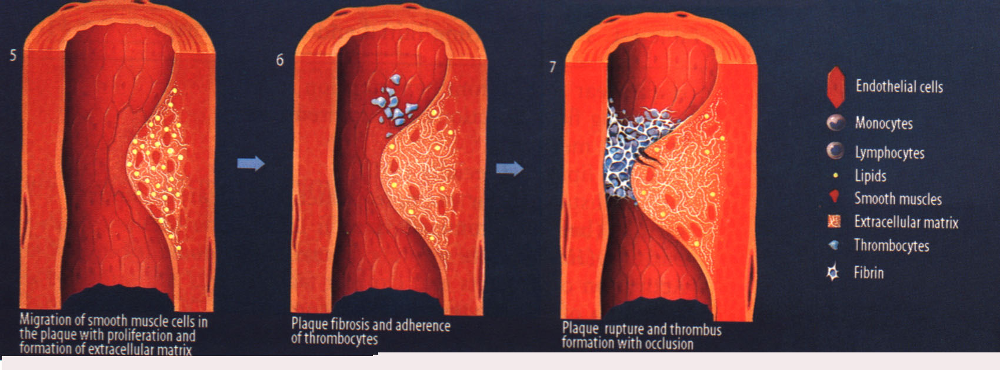 5
6
7
Migration of smooth muscle cells in
the plaque with proliferation and
formation of extracellular matrix
Plaque fibrosis and adherence
of thrombocytes
Plaque rupture and thrombus
formation with occlusion
Endothelial cells
Monocytes
Lymphocytes
Lipids
Smooth muscles
Extracellular matrix
Thrombocytes
Fibrin